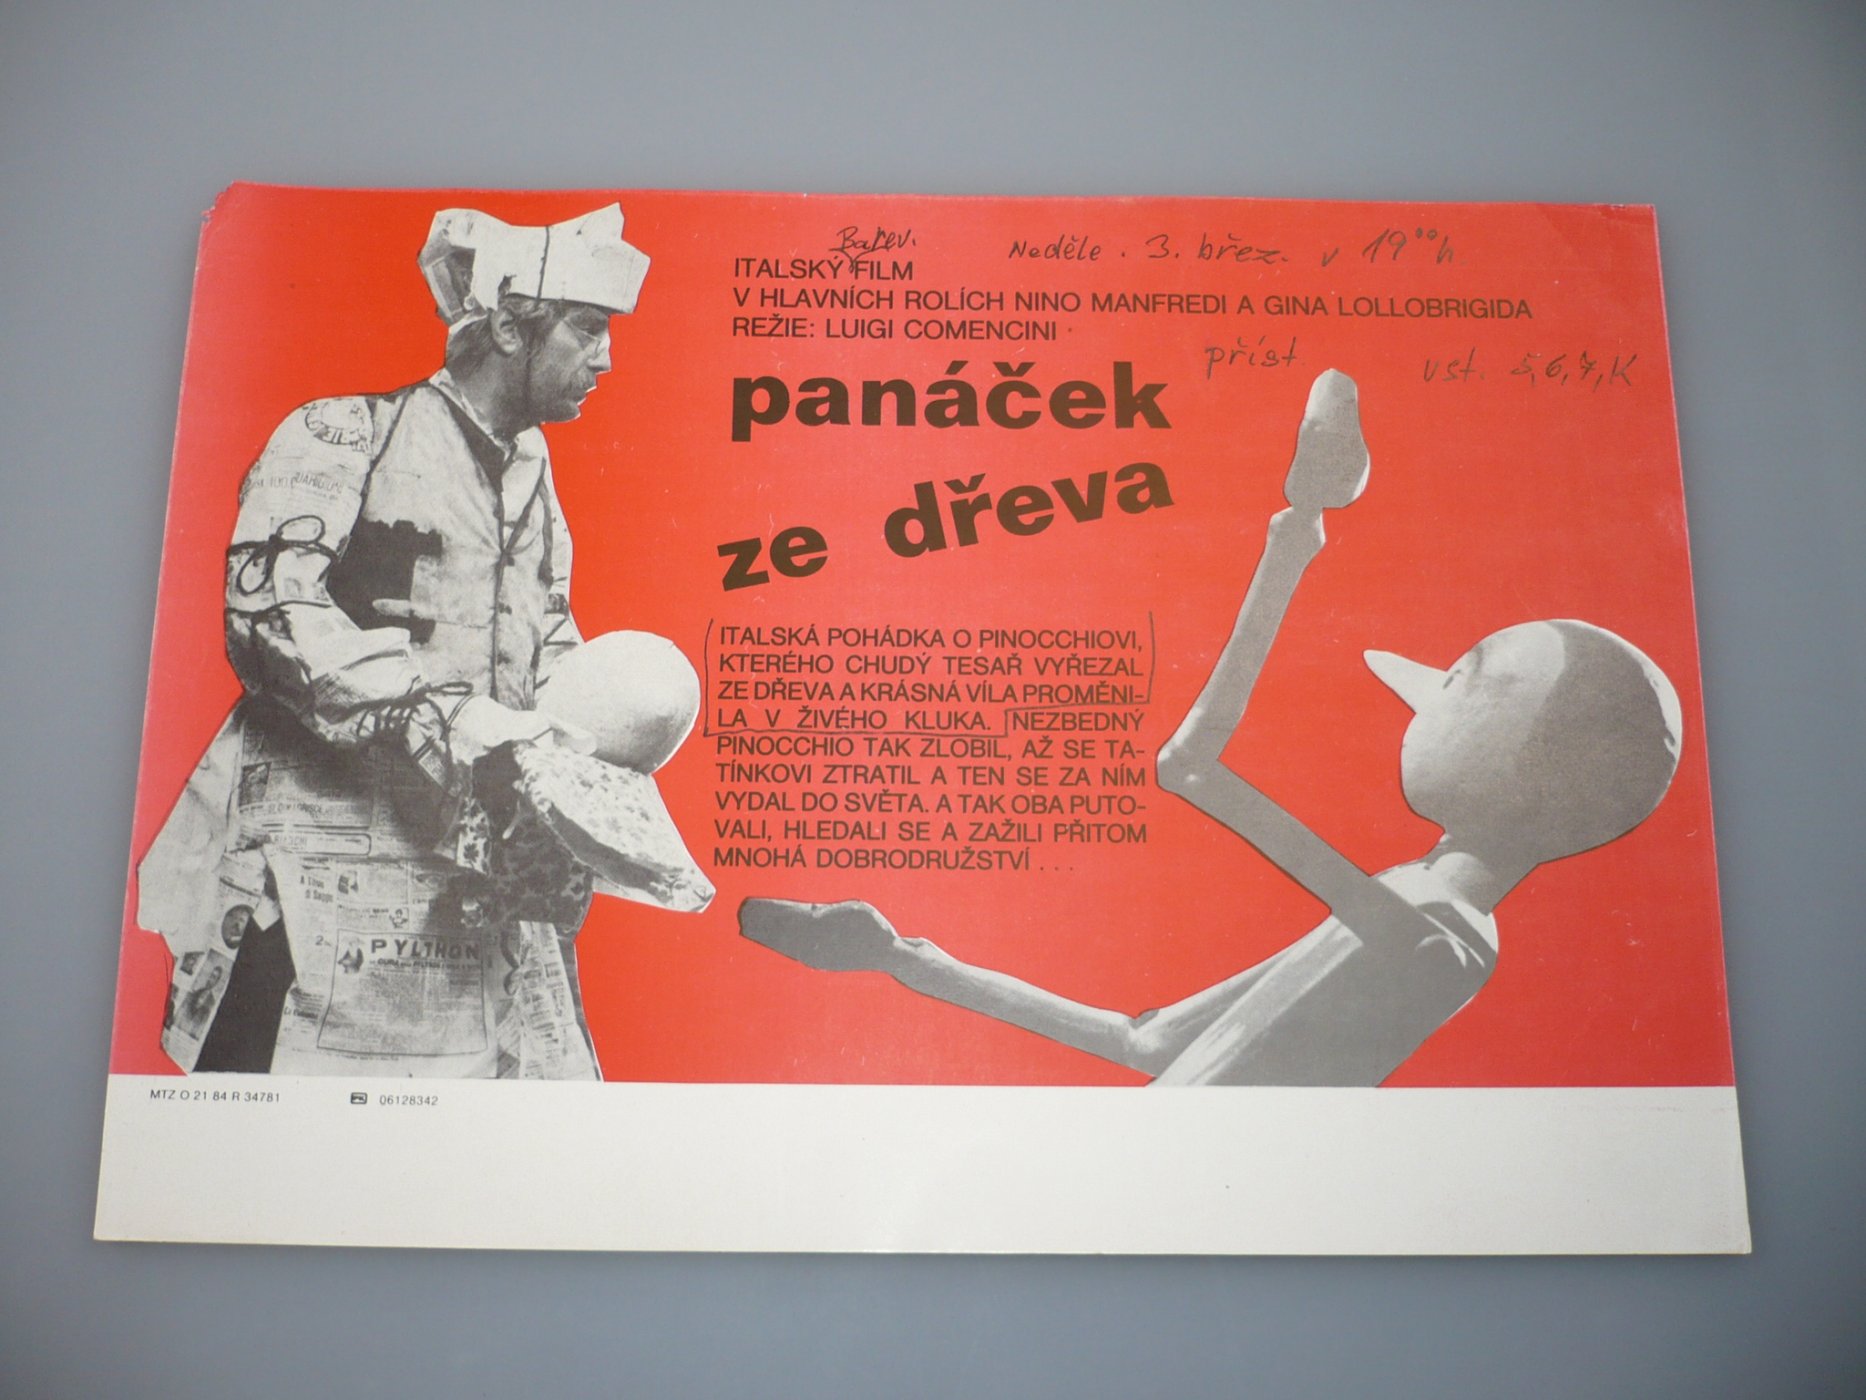 Barev.
Neděle. 3. břez. v 19⁰⁰ h.
ITALSKÝ FILM
V HLAVNÍCH ROLÍCH NINO MANFREDI A GINA LOLLOBRIGIDA
REŽIE: LUIGI COMENCINI
příst. vst. 5,6,7,K
panáček
ze dřeva
ITALSKÁ POHÁDKA O PINOCCHIOVI,
KTERÉHO CHUDÝ TESAŘ VYŘEZAL
ZE DŘEVA A KRÁSNÁ VÍLA PROMĚNI-
LA V ŽIVÉHO KLUKA. NEZBEDNÝ
PINOCCHIO TAK ZLOBIL, AŽ SE TA-
TÍNKOVI ZTRATIL A TEN SE ZA NÍM
VYDAL DO SVĚTA. A TAK OBA PUTO-
VALI, HLEDALI SE A ZAŽILI PŘITOM
MNOHÁ DOBRODRUŽSTVÍ . . .
PYLTHON
MTZ O 21 84 R 34781 06128342